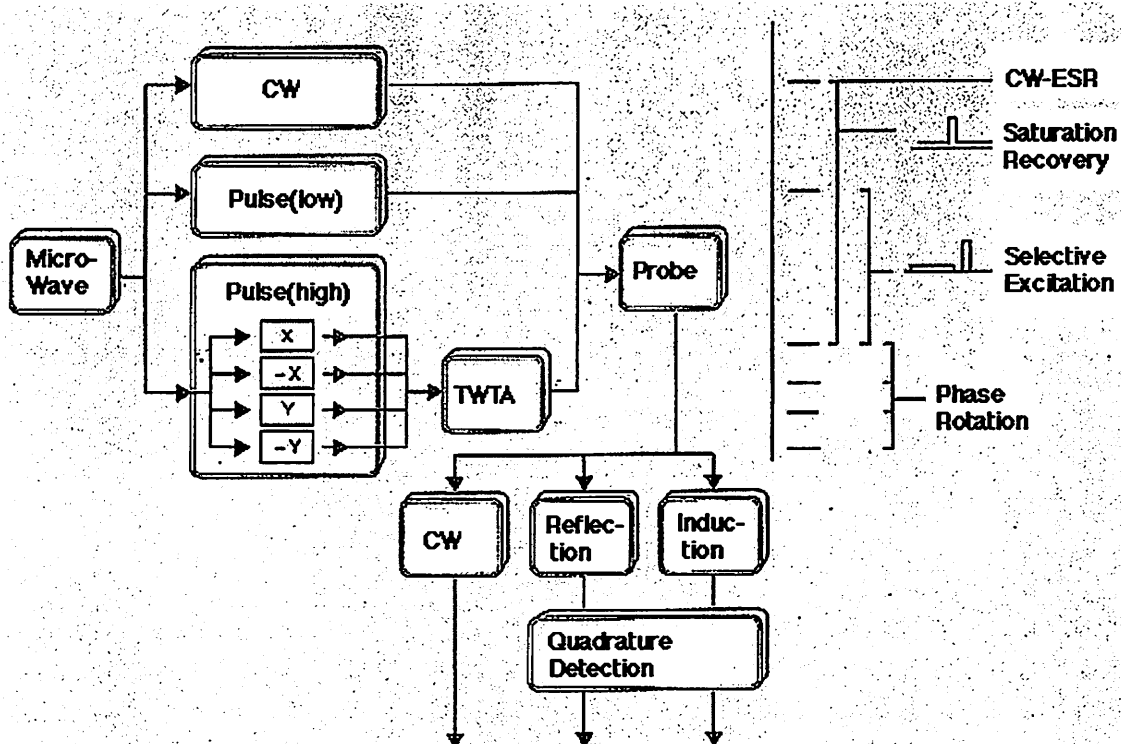 CW
Pulse(low)
Micro-
Wave
Pulse(high)
X
-X
Y
-Y
TWTA
Probe
CW
Reflec-
tion
Induc-
tion
Quadrature
Detection
CW-ESR
Saturation
Recovery
Selective
Excitation
Phase
Rotation